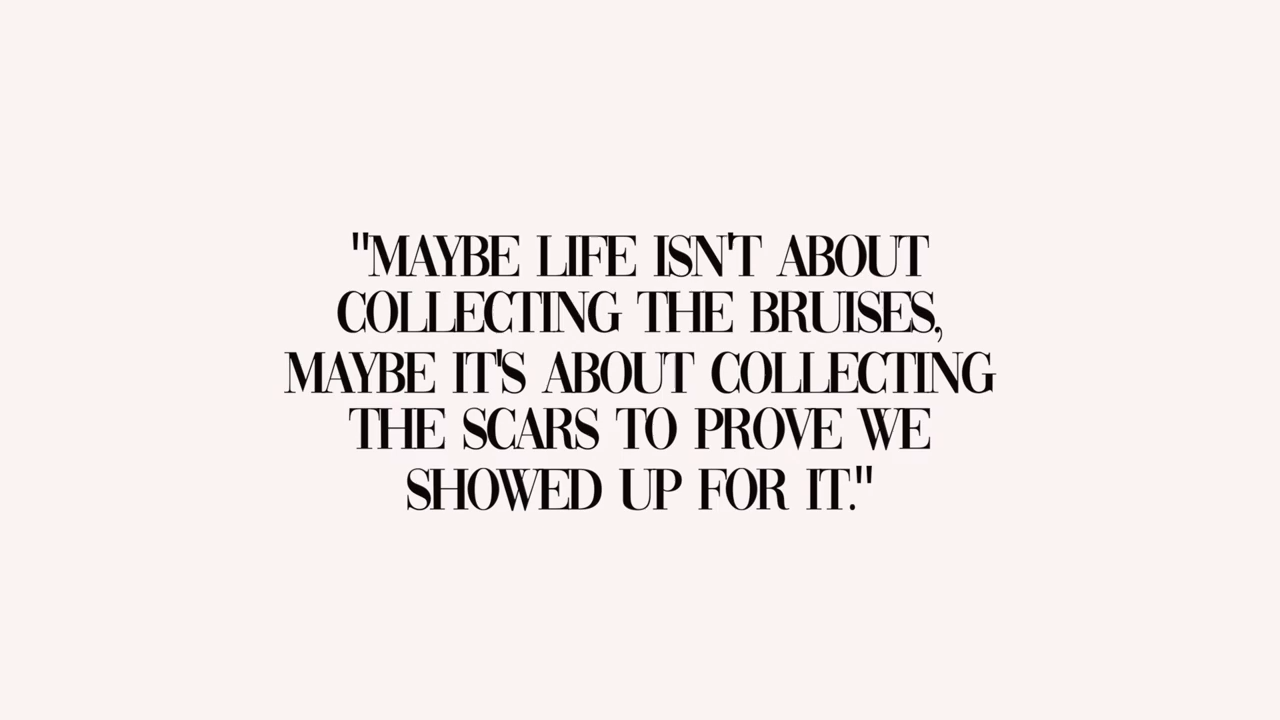 "MAYBE LIFE ISN'T ABOUT
COLLECTING THE BRUISES,
MAYBE IT'S ABOUT COLLECTING
THE SCARS TO PROVE WE
SHOWED UP FOR IT."